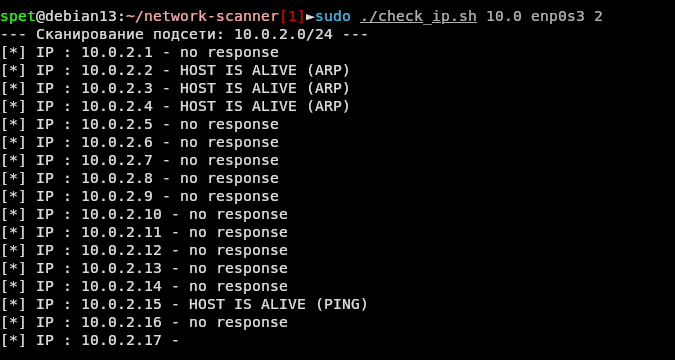 spet@debian13:~/network-scanner[1]►sudo ./check_ip.sh 10.0 enp0s3 2
--- Сканирование подсети: 10.0.2.0/24 ---
[*] IP : 10.0.2.1 - no response
[*] IP : 10.0.2.2 - HOST IS ALIVE (ARP)
[*] IP : 10.0.2.3 - HOST IS ALIVE (ARP)
[*] IP : 10.0.2.4 - HOST IS ALIVE (ARP)
[*] IP : 10.0.2.5 - no response
[*] IP : 10.0.2.6 - no response
[*] IP : 10.0.2.7 - no response
[*] IP : 10.0.2.8 - no response
[*] IP : 10.0.2.9 - no response
[*] IP : 10.0.2.10 - no response
[*] IP : 10.0.2.11 - no response
[*] IP : 10.0.2.12 - no response
[*] IP : 10.0.2.13 - no response
[*] IP : 10.0.2.14 - no response
[*] IP : 10.0.2.15 - HOST IS ALIVE (PING)
[*] IP : 10.0.2.16 - no response
[*] IP : 10.0.2.17 -